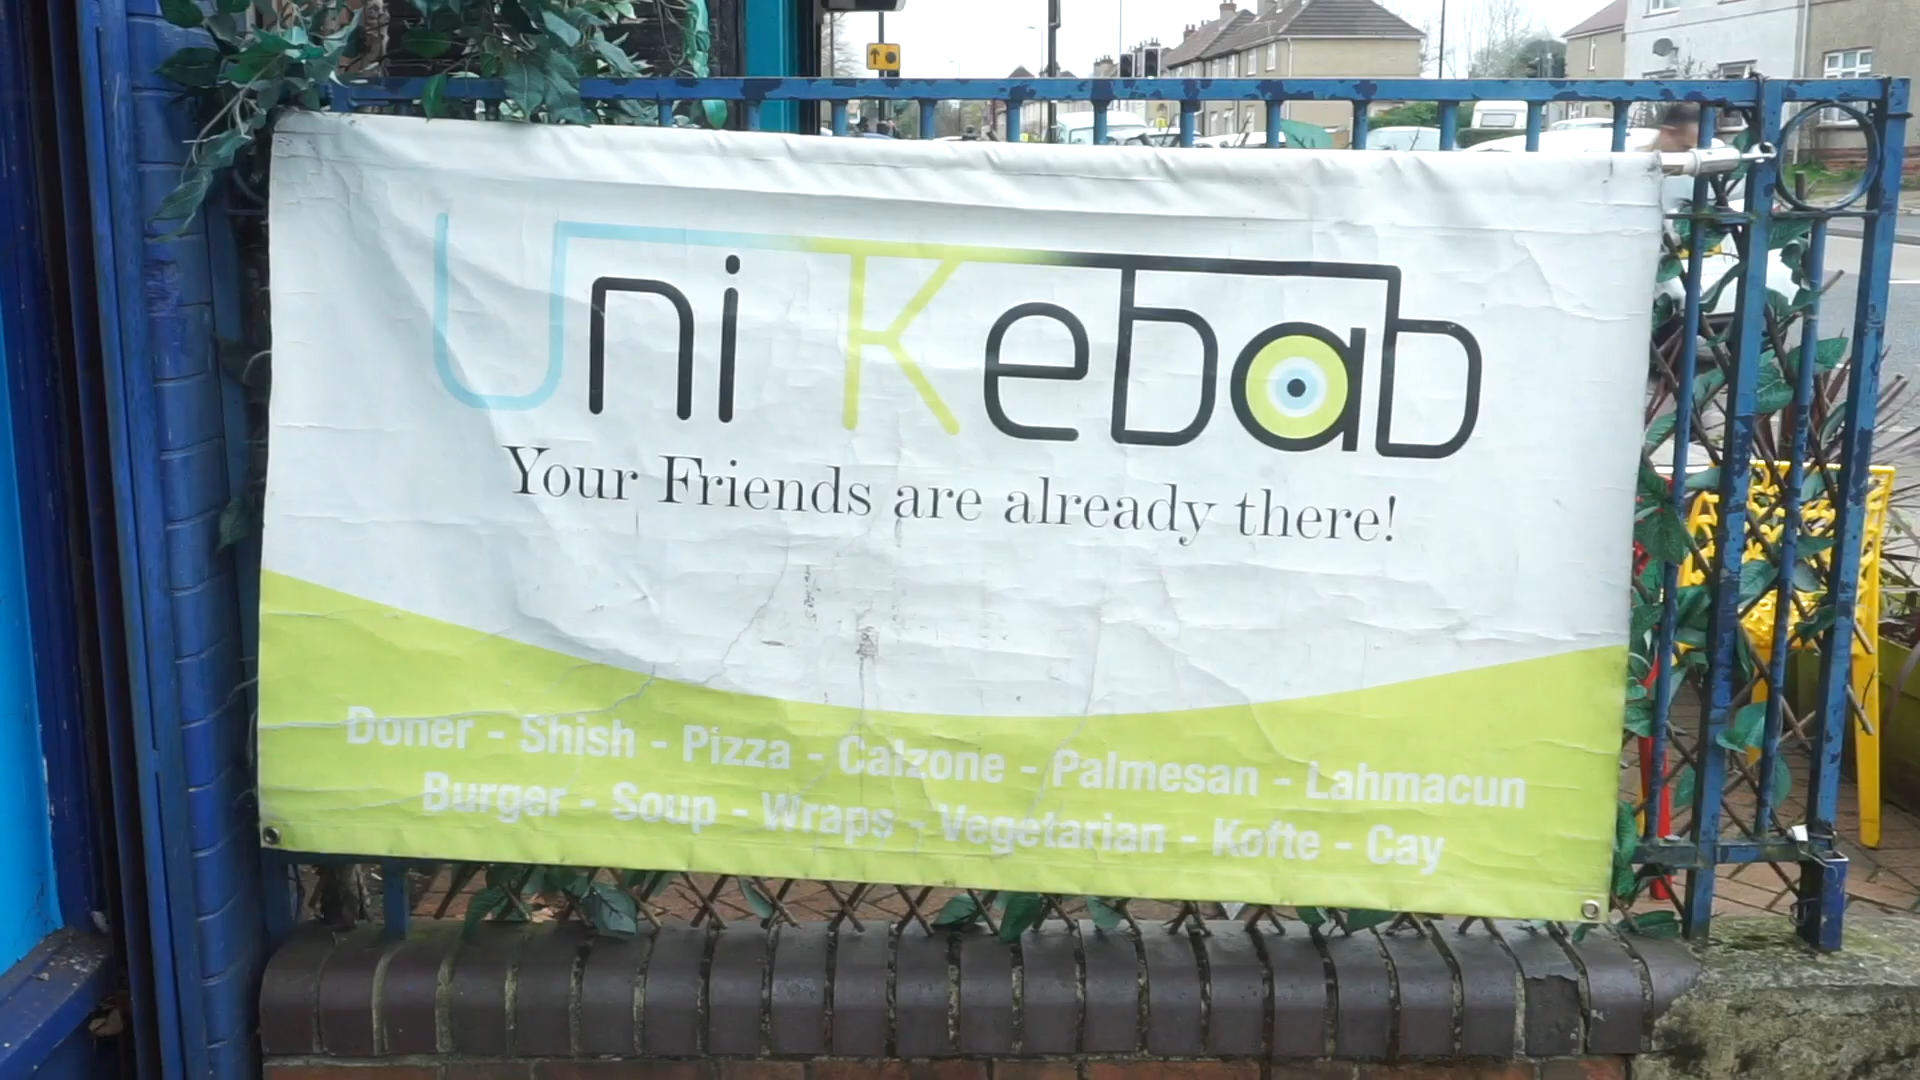 Uni Kebab
Your Friends are already there!
Doner - Shish - Pizza - Calzone - Palmesan - Lahmacun
Burger - Soup - Wraps - Vegetarian - Kofte - Cay